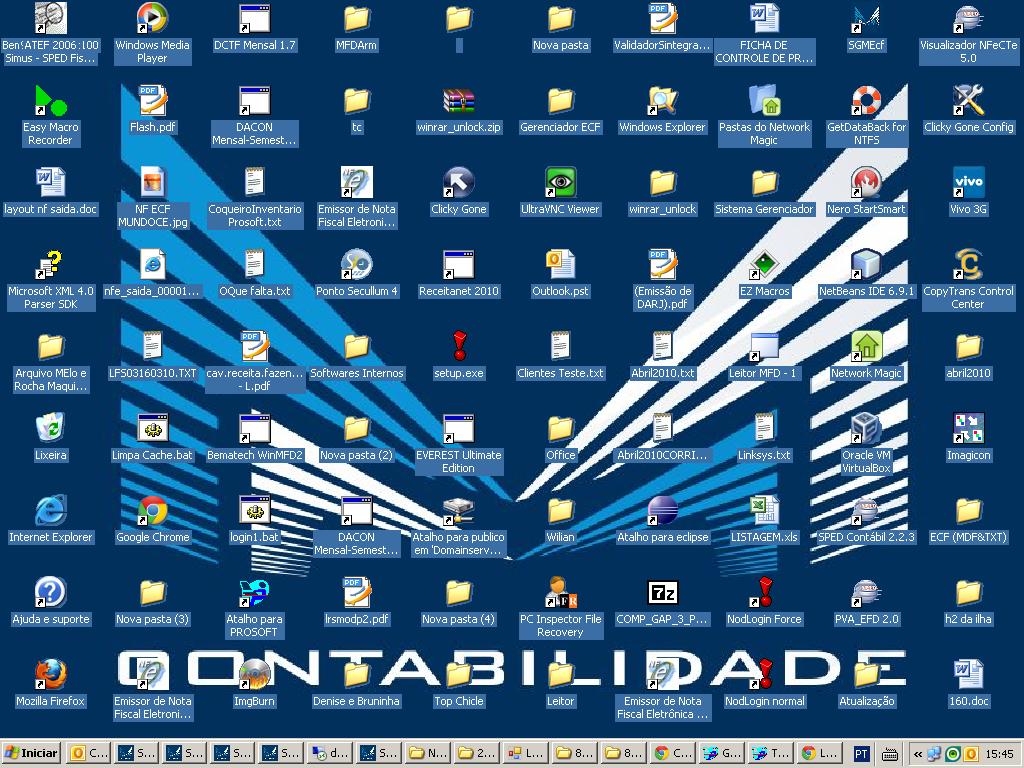 Ben\ATEF 2006:100
Simus - SPED Fis...
Windows Media
Player
DCTF Mensal 1.7
MFDArm
Nova pasta
ValidadorSintegra...
FICHA DE
CONTROLE DE PR...
SGMEcf
Visualizador NFeCTe
5.0
Easy Macro
Recorder
Flash.pdf
DACON
Mensal-Semest...
tc
winrar_unlock.zip
Gerenciador ECF
Windows Explorer
Pastas do Network
Magic
GetDataBack for
NTFS
Clicky Gone Config
layout nf saida.doc
NF ECF
MUNDOCE.jpg
CoqueiroInventario
Prosoft.txt
Emissor de Nota
Fiscal Eletroni...
Clicky Gone
UltraVNC Viewer
winrar_unlock
Sistema Gerenciador
Nero StartSmart
vivo
Vivo 3G
Microsoft XML 4.0
Parser SDK
nfe_saida_00001...
OQue falta.txt
Ponto Secullum 4
Receitanet 2010
Outlook.pst
(Emissão de
DARJ).pdf
EZ Macros
NetBeans IDE 6.9.1
CopyTrans Control
Center
Arquivo MElo e
Rocha Maqui...
LFS03160310.TXT
cav.receita.fazen...
- L.pdf
Softwares Internos
setup.exe
Clientes Teste.txt
Abril2010.txt
Leitor MFD - 1
Network Magic
abril2010
Lixeira
Limpa Cache.bat
Bematech WinMFD2
Nova pasta (2)
EVEREST Ultimate
Edition
Office
Abril2010CORRI...
Linksys.txt
Oracle VM
VirtualBox
Imagicon
Internet Explorer
Google Chrome
login1.bat
DACON
Mensal-Semest...
Atalho para publico
em 'Domainserv...
Wilian
Atalho para eclipse
LISTAGEM.xls
SPED Contábil 2.2.3
ECF (MDF&TXT)
Ajuda e suporte
Nova pasta (3)
Atalho para
PROSOFT
lrsmodp2.pdf
Nova pasta (4)
PC Inspector File
Recovery
7z
COMP_GAP_3_P...
NodLogin Force
PVA_EFD 2.0
h2 da ilha
CONTABILIDADE
Mozilla Firefox
Emissor de Nota
Fiscal Eletroni...
ImgBurn
Denise e Bruninha
Top Chicle
Leitor
Emissor de Nota
Fiscal Eletrônica ...
NodLogin normal
Atualização
160.doc
Iniciar
C...
S...
S...
S...
S...
d...
S...
N...
2...
L...
8...
8...
C...
G...
T...
L...
PT
«
15:45